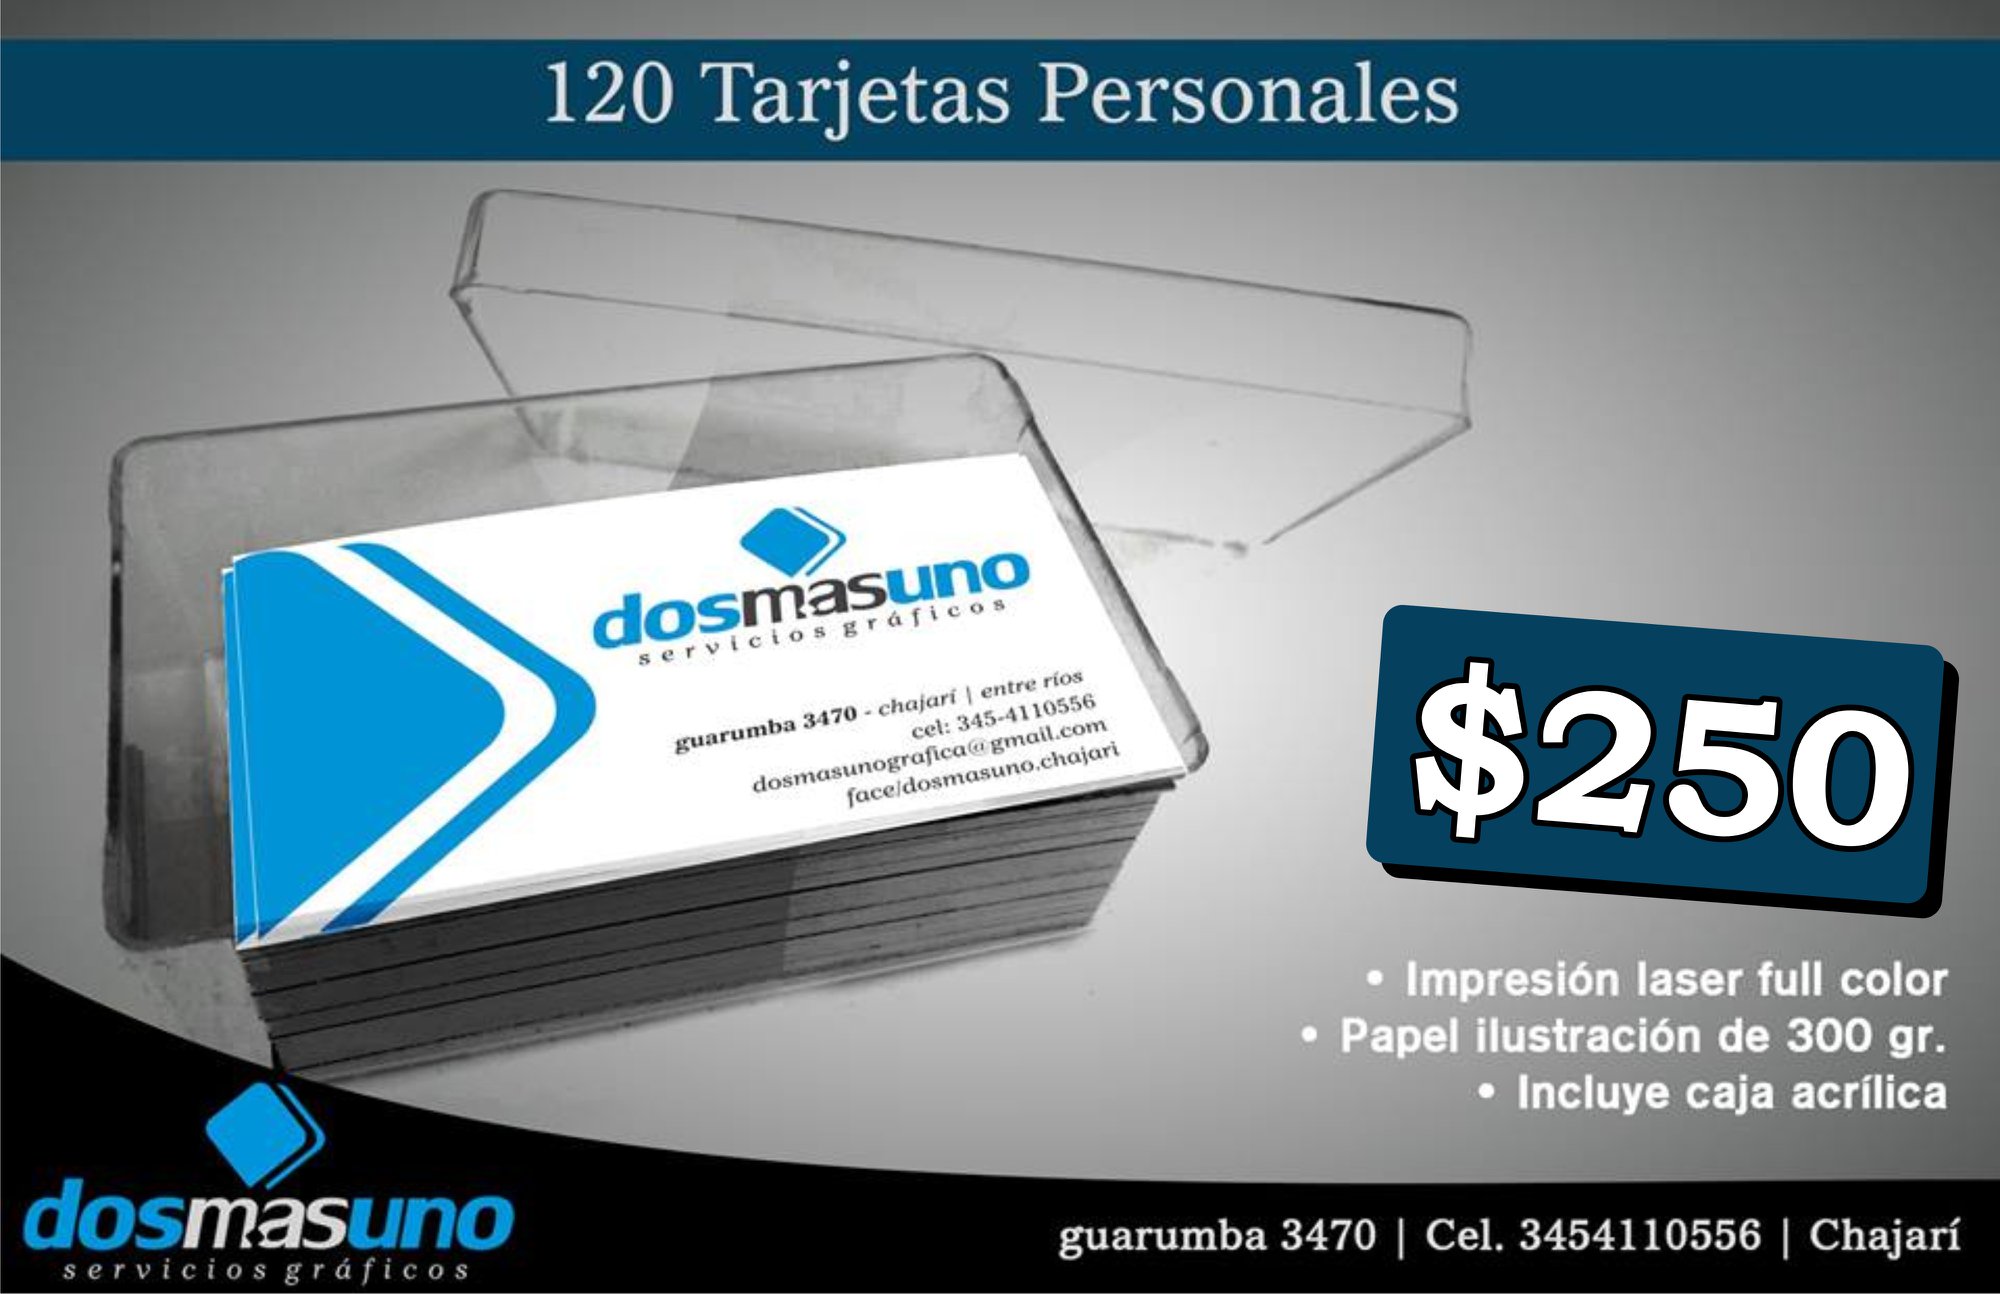 120 Tarjetas Personales
dosmasuno
servicios gráficos
guarumba 3470 - chajarí | entre ríos
cel: 345-4110556
dosmasunografica@gmail.com
face/dosmasuno.chajari
$250
• Impresión laser full color
• Papel ilustración de 300 gr.
• Incluye caja acrílica
dosmasuno
servicios gráficos
guarumba 3470 | Cel. 3454110556 | Chajarí